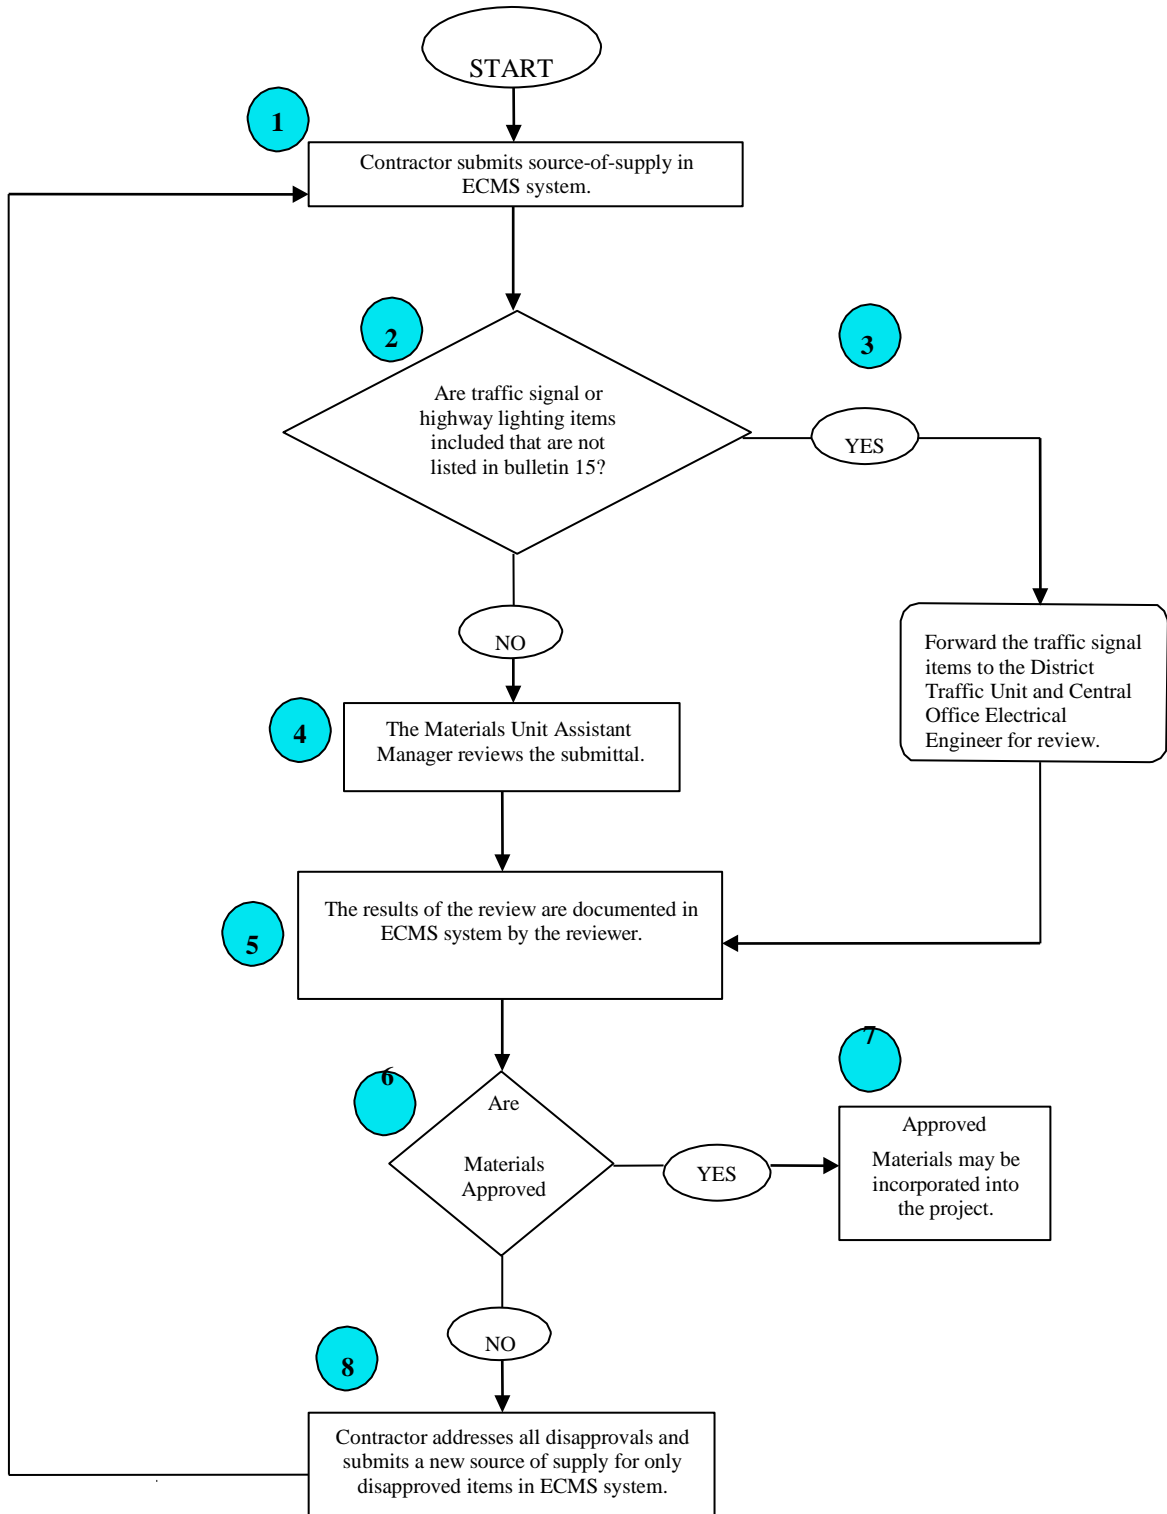 START
1
Contractor submits source-of-supply in
ECMS system.
2
3
Are traffic signal or
highway lighting items
included that are not
listed in bulletin 15?
YES
NO
Forward the traffic signal
items to the District
Traffic Unit and Central
Office Electrical
Engineer for review.
4
The Materials Unit Assistant
Manager reviews the submittal.
5
The results of the review are documented in
ECMS system by the reviewer.
6
7
Are
Materials
Approved
YES
Approved
Materials may be
incorporated into
the project.
NO
8
Contractor addresses all disapprovals and
submits a new source of supply for only
disapproved items in ECMS system.